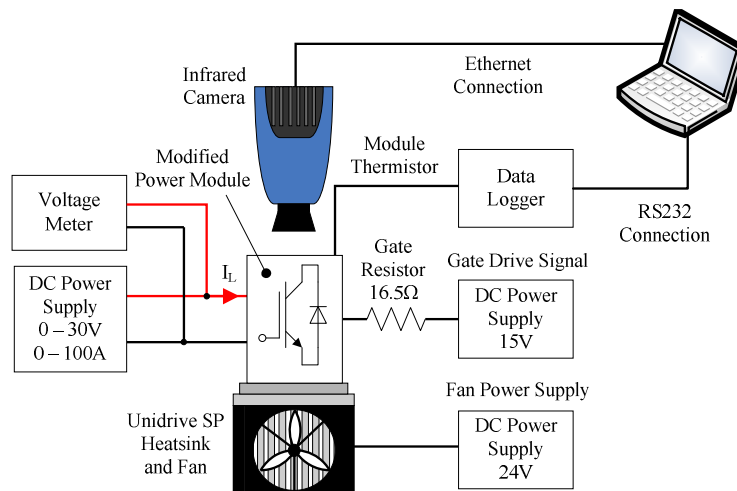 Ethernet
Connection
Infrared
Camera
Modified
Power Module
Module
Thermistor
Data
Logger
RS232
Connection
Voltage
Meter
DC Power
Supply
0 – 30V
0 – 100A
I_L
Gate
Resistor
16.5Ω
Gate Drive Signal
DC Power
Supply
15V
Fan Power Supply
DC Power
Supply
24V
Unidrive SP
Heatsink
and Fan